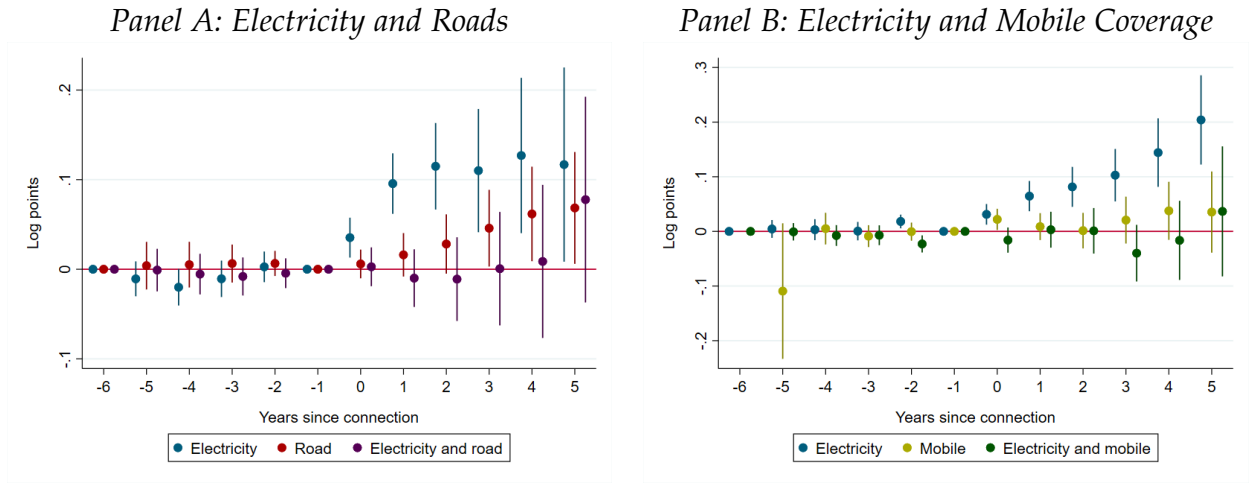 Panel A: Electricity and Roads
.2
.1
0
-.1
Log points
-6 -5 -4 -3 -2 -1 0 1 2 3 4 5
Years since connection
Electricity Road Electricity and road
Panel B: Electricity and Mobile Coverage
.3
.2
.1
0
-.1
-.2
Log points
-6 -5 -4 -3 -2 -1 0 1 2 3 4 5
Years since connection
Electricity Mobile Electricity and mobile